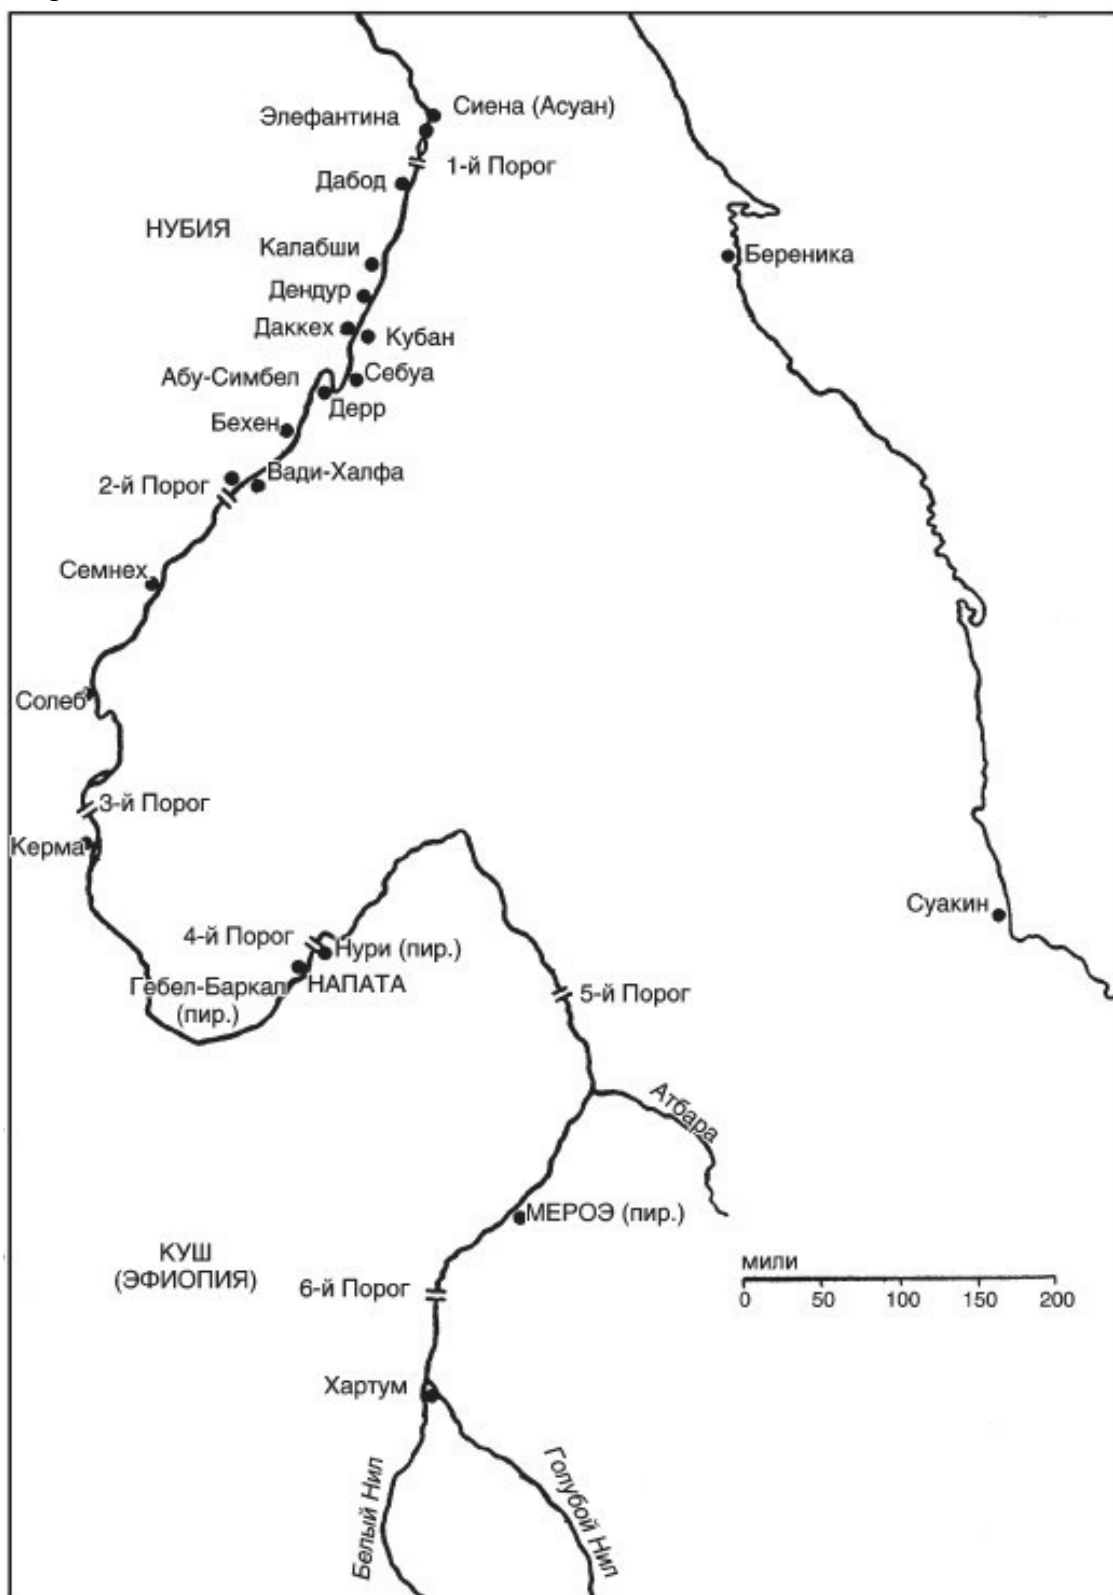 Сиена (Асуан)
Элефантина
1-й Порог
Дабод
НУБИЯ
Калабши
Береника
Дендур
Даккех
Кубан
Абу-Симбел
Себуа
Дерр
Бехен
Вади-Халфа
2-й Порог
Семнех
Солеб
3-й Порог
Керма
Суакин
4-й Порог
Нури (пир.)
НАПАТА
Гебел-Баркал
(пир.)
5-й Порог
Атбара
МЕРОЭ (пир.)
КУШ
(ЭФИОПИЯ)
мили
0 50 100 150 200
6-й Порог
Хартум
Белый Нил
Голубой Нил